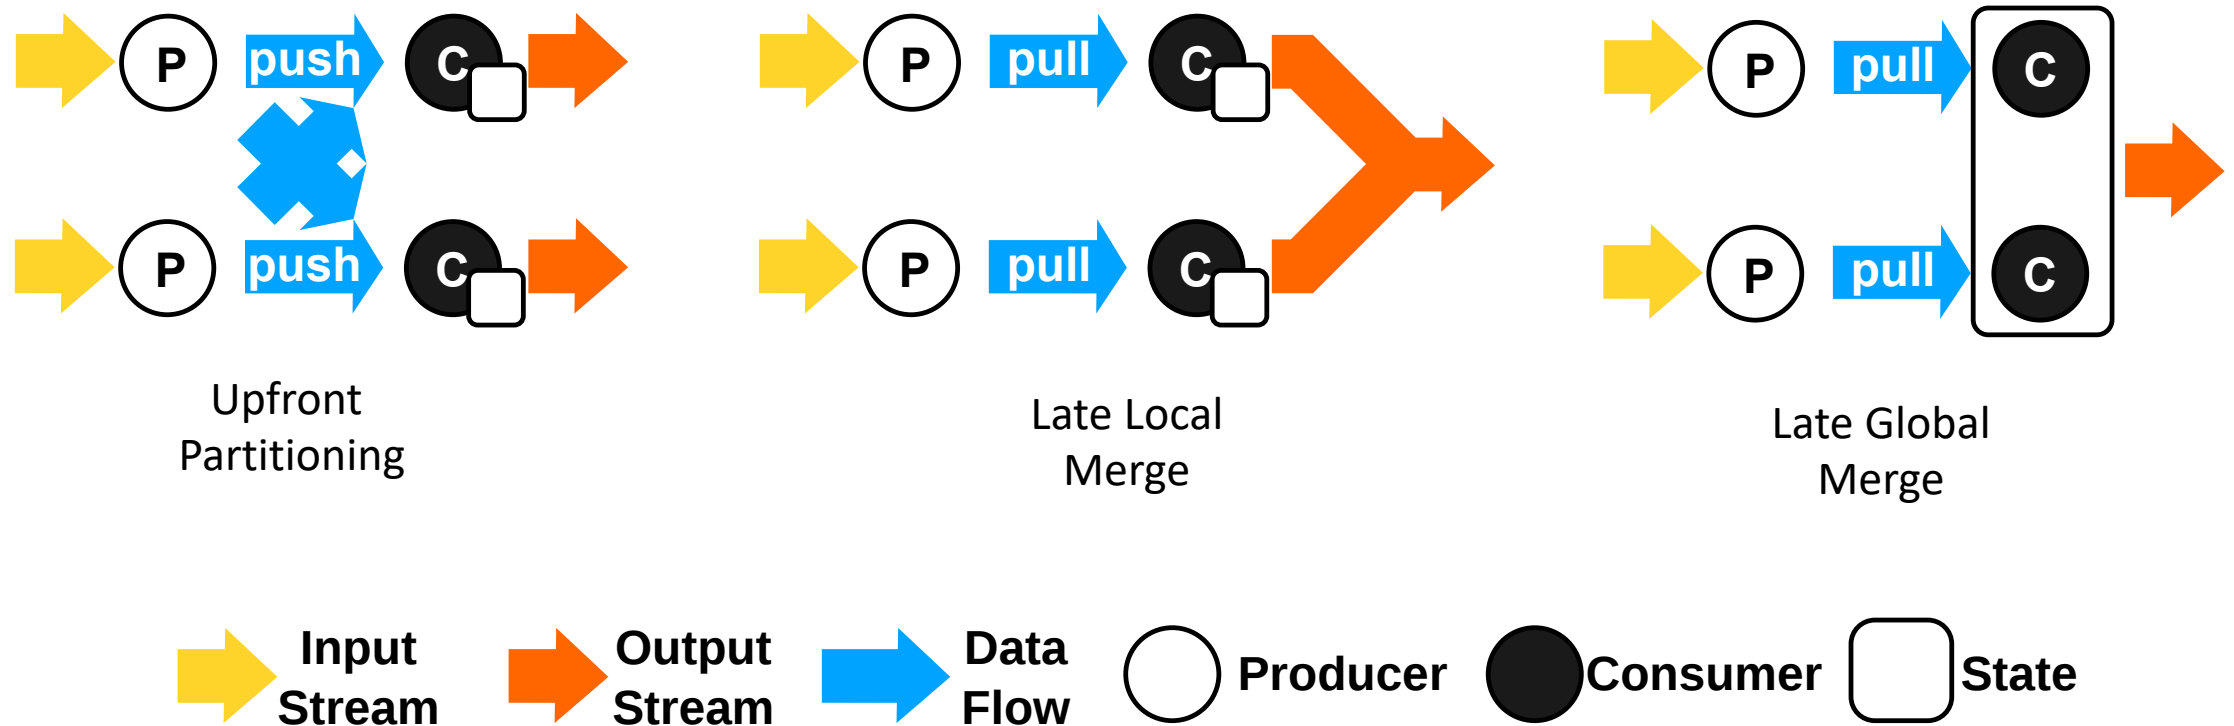 P push C
P push C
Upfront
Partitioning
P pull C
P pull C
Late Local
Merge
P pull C
P pull C
Late Global
Merge
Input
Stream
Output
Stream
Data
Flow
Producer
Consumer
State